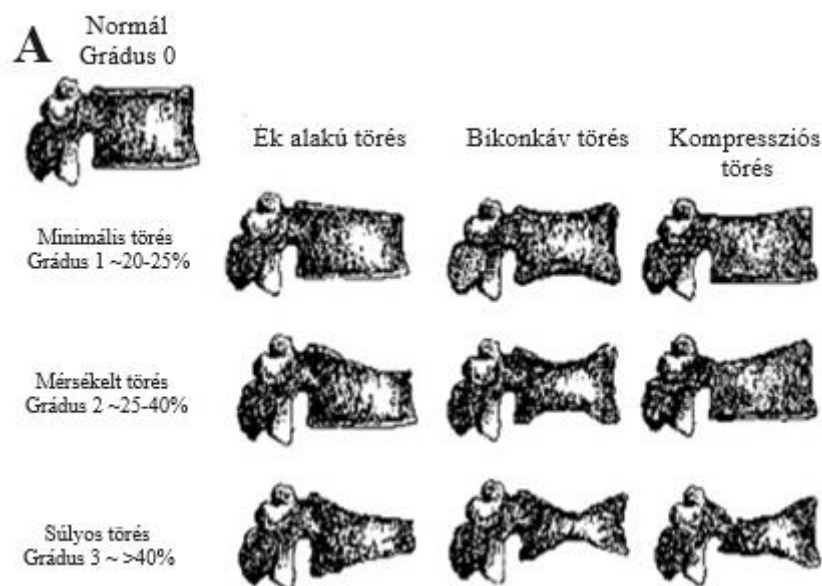 A
Normál
Grádus 0
Ék alakú törés
Bikonkáv törés
Kompressziós
törés
Minimális törés
Grádus 1 ~20-25%
Mérsékelt törés
Grádus 2 ~25-40%
Súlyos törés
Grádus 3 ~ >40%